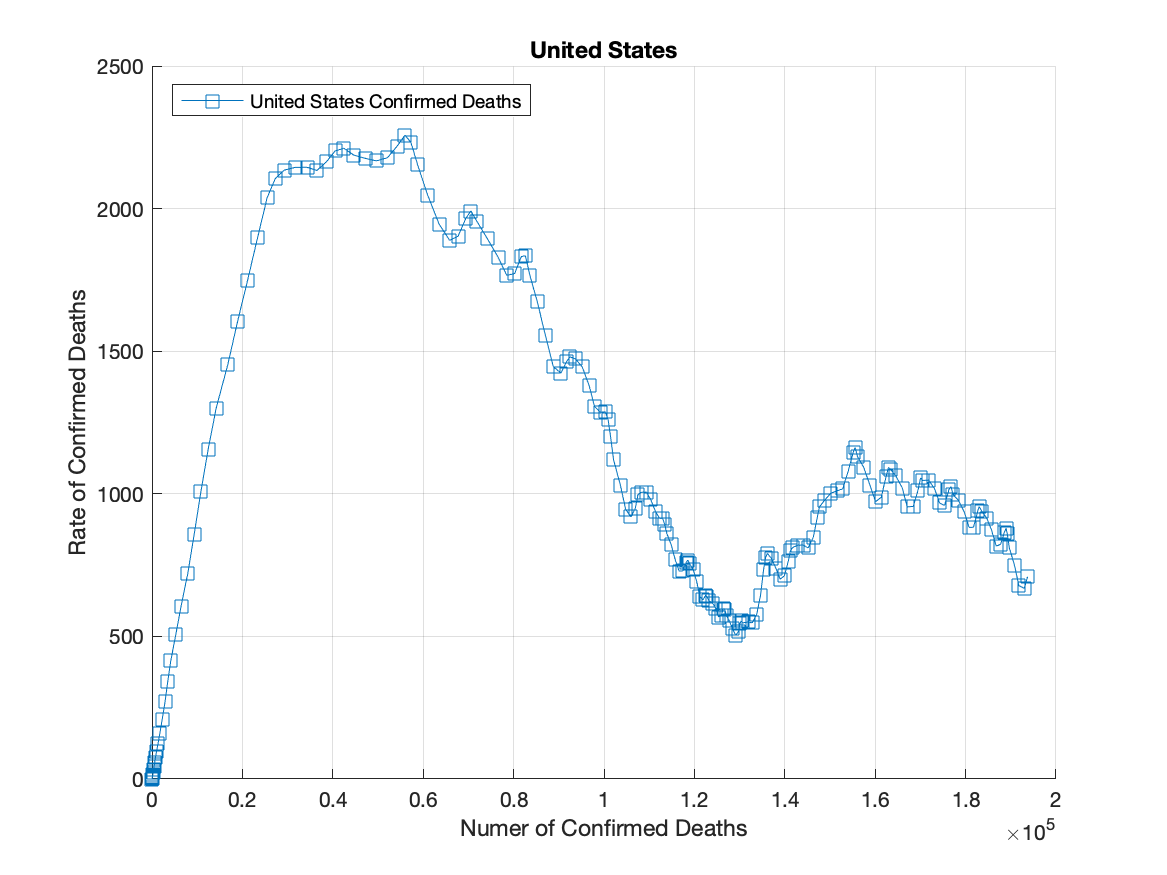 United States
United States Confirmed Deaths
Rate of Confirmed Deaths
2500
2000
1500
1000
500
0
0 0.2 0.4 0.6 0.8 1 1.2 1.4 1.6 1.8 2
×10⁵
Numer of Confirmed Deaths